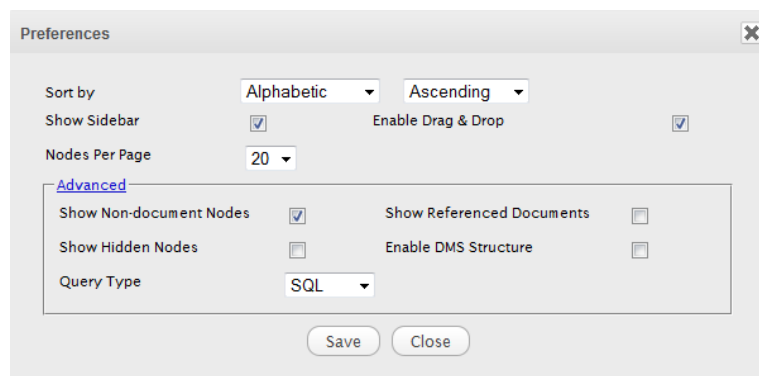 Preferences
Sort by Alphabetic Ascending
Show Sidebar Enable Drag & Drop
Nodes Per Page 20
Advanced
Show Non-document Nodes Show Referenced Documents
Show Hidden Nodes Enable DMS Structure
Query Type SQL
Save Close